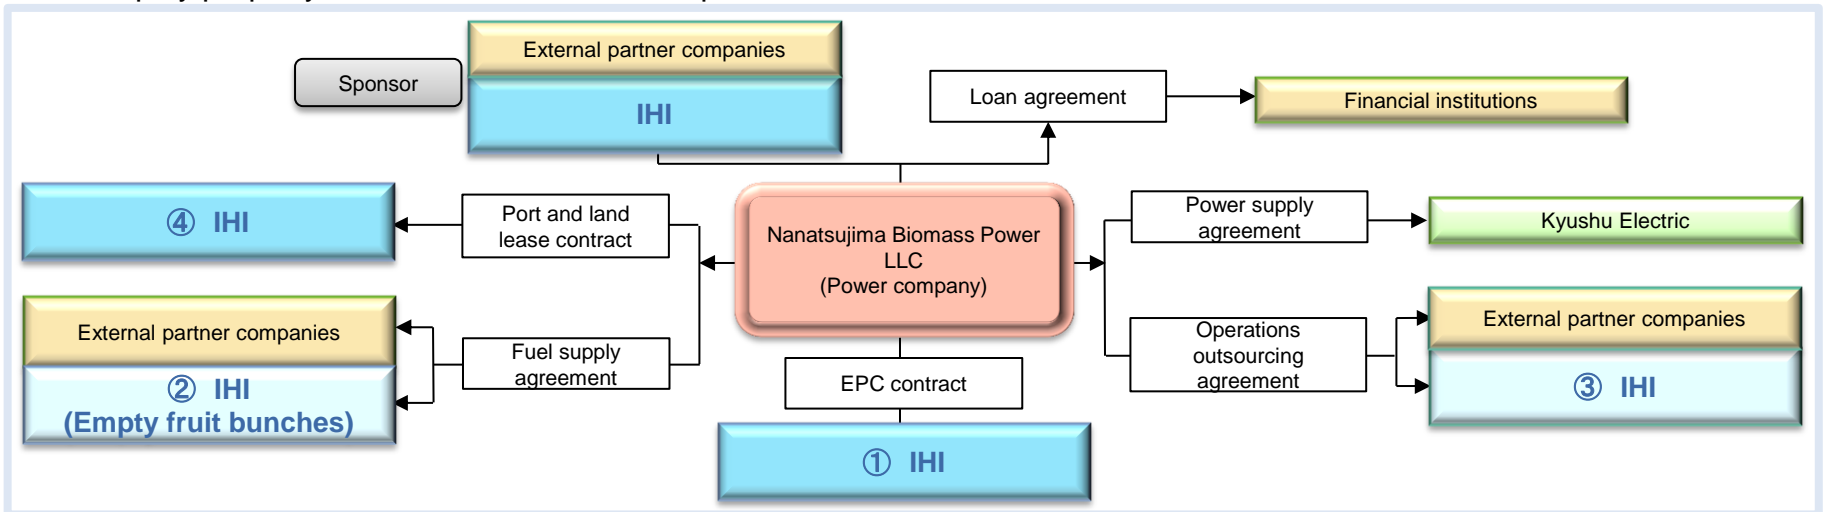 External partner companies
Sponsor
IHI
Loan agreement
Financial institutions
④ IHI
Port and land
lease contract
Nanatsujima Biomass Power
LLC
(Power company)
Power supply
agreement
Kyushu Electric
External partner companies
② IHI
(Empty fruit bunches)
Fuel supply
agreement
EPC contract
① IHI
Operations
outsourcing
agreement
External partner companies
③ IHI